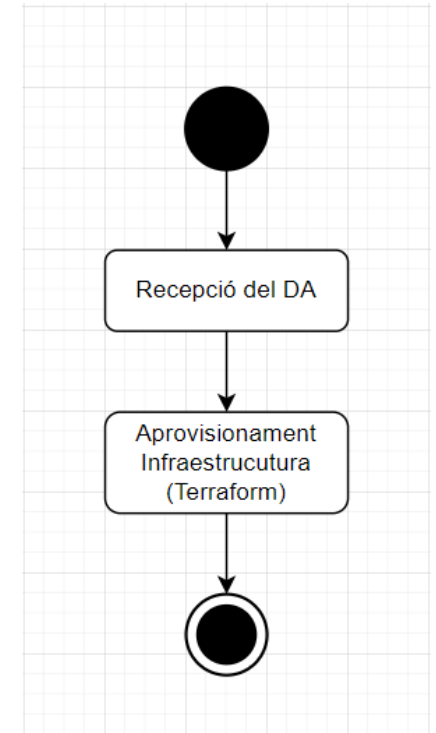 Recepció del DA
Aprovisionament
Infraestrucutura
(Terraform)